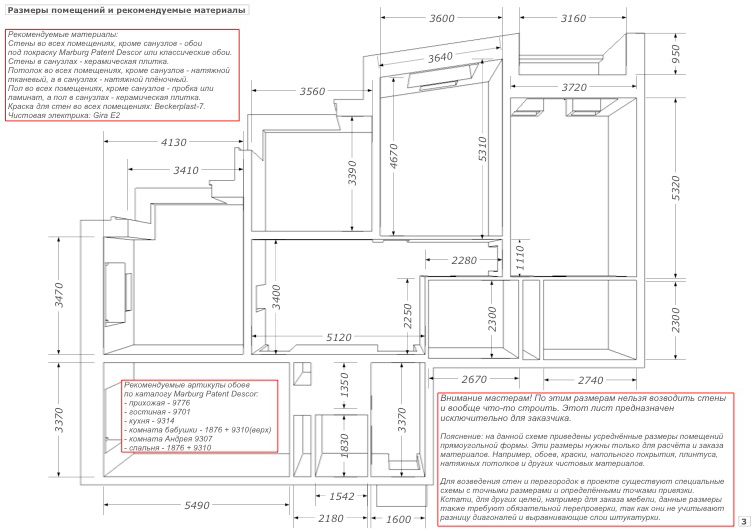 Размеры помещений и рекомендуемые материалы
Рекомендуемые материалы:
Стены во всех помещениях, кроме санузлов - обои
под покраску Marburg Patent Descor или классические обои.
Стены в санузлах - керамическая плитка.
Потолок во всех помещениях, кроме санузлов - натяжной
тканевый, а в санузлах - натяжной плёночный.
Пол во всех помещениях, кроме санузлов - пробка или
ламинат, а пол в санузлах - керамическая плитка.
Краска для стен во всех помещениях: Beckerplast-7.
Чистовая электрика: Gira E2
3600
3160
950
3640
3560
3720
4130
3410
3390
4670
5310
5320
2280
1110
3470
3400
2250
5120
2300
2300
2670
2740
3370
1350
3370
1830
1542
5490
2180
1600
Рекомендуемые артикулы обоев
по каталогу Marburg Patent Descor:
- прихожая - 9776
- гостиная - 9701
- кухня - 9314
- комната бабушки - 1876 + 9310(верх)
- комната Андрея 9307
- спальня - 1876 + 9310
Внимание мастерам! По этим размерам нельзя возводить стены
и вообще что-то строить. Этот лист предназначен
исключительно для заказчика.
Пояснение: на данной схеме приведены усреднённые размеры помещений
прямоугольной формы. Эти размеры нужны только для расчёта и заказа
материалов. Например, обоев, краски, напольного покрытия, плинтуса,
натяжных потолков и других чистовых материалов.
Для возведения стен и перегородок в проекте существуют специальные
схемы с точными размерами и определёнными точками привязки.
Кстати, для других целей, например для заказа мебели, данные размеры
также требуют обязательной перепроверки, так как они не учитывают
разницу диагоналей и выравнивающие слои штукатурки.
3